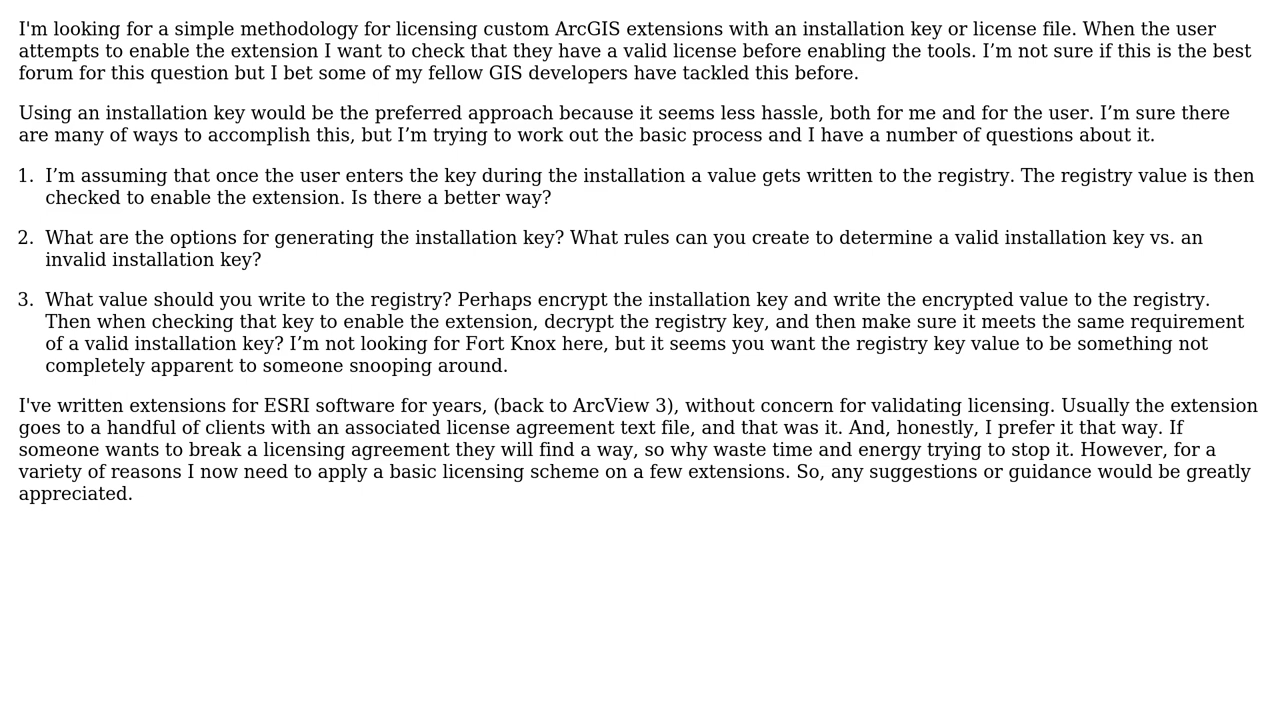 I'm looking for a simple methodology for licensing custom ArcGIS extensions with an installation key or license file. When the user
attempts to enable the extension I want to check that they have a valid license before enabling the tools. I’m not sure if this is the best
forum for this question but I bet some of my fellow GIS developers have tackled this before.
Using an installation key would be the preferred approach because it seems less hassle, both for me and for the user. I’m sure there
are many of ways to accomplish this, but I’m trying to work out the basic process and I have a number of questions about it.
1. I’m assuming that once the user enters the key during the installation a value gets written to the registry. The registry value is then
checked to enable the extension. Is there a better way?
2. What are the options for generating the installation key? What rules can you create to determine a valid installation key vs. an
invalid installation key?
3. What value should you write to the registry? Perhaps encrypt the installation key and write the encrypted value to the registry.
Then when checking that key to enable the extension, decrypt the registry key, and then make sure it meets the same requirement
of a valid installation key? I’m not looking for Fort Knox here, but it seems you want the registry key value to be something not
completely apparent to someone snooping around.
I've written extensions for ESRI software for years, (back to ArcView 3), without concern for validating licensing. Usually the extension
goes to a handful of clients with an associated license agreement text file, and that was it. And, honestly, I prefer it that way. If
someone wants to break a licensing agreement they will find a way, so why waste time and energy trying to stop it. However, for a
variety of reasons I now need to apply a basic licensing scheme on a few extensions. So, any suggestions or guidance would be greatly
appreciated.